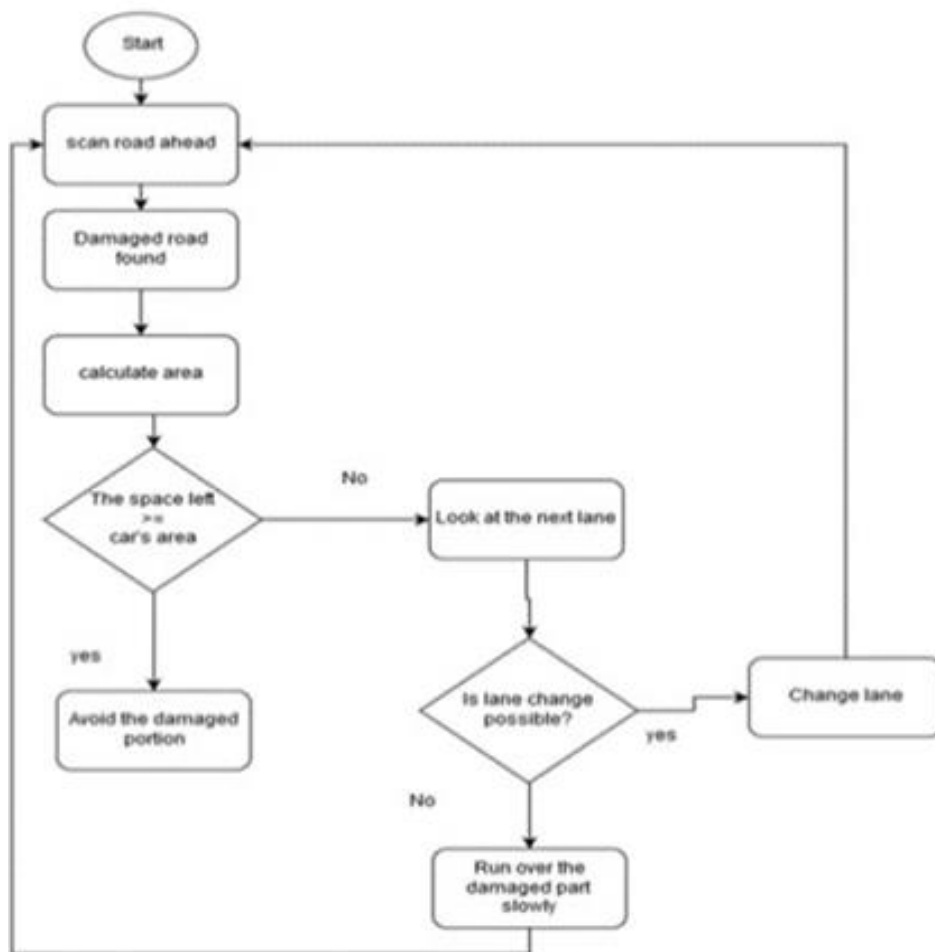 Start
scan road ahead
Damaged road
found
calculate area
The space left
>=
car's area
No
Look at the next lane
yes
Avoid the damaged
portion
Is lane change
possible?
yes
Change lane
No
Run over the
damaged part
slowly